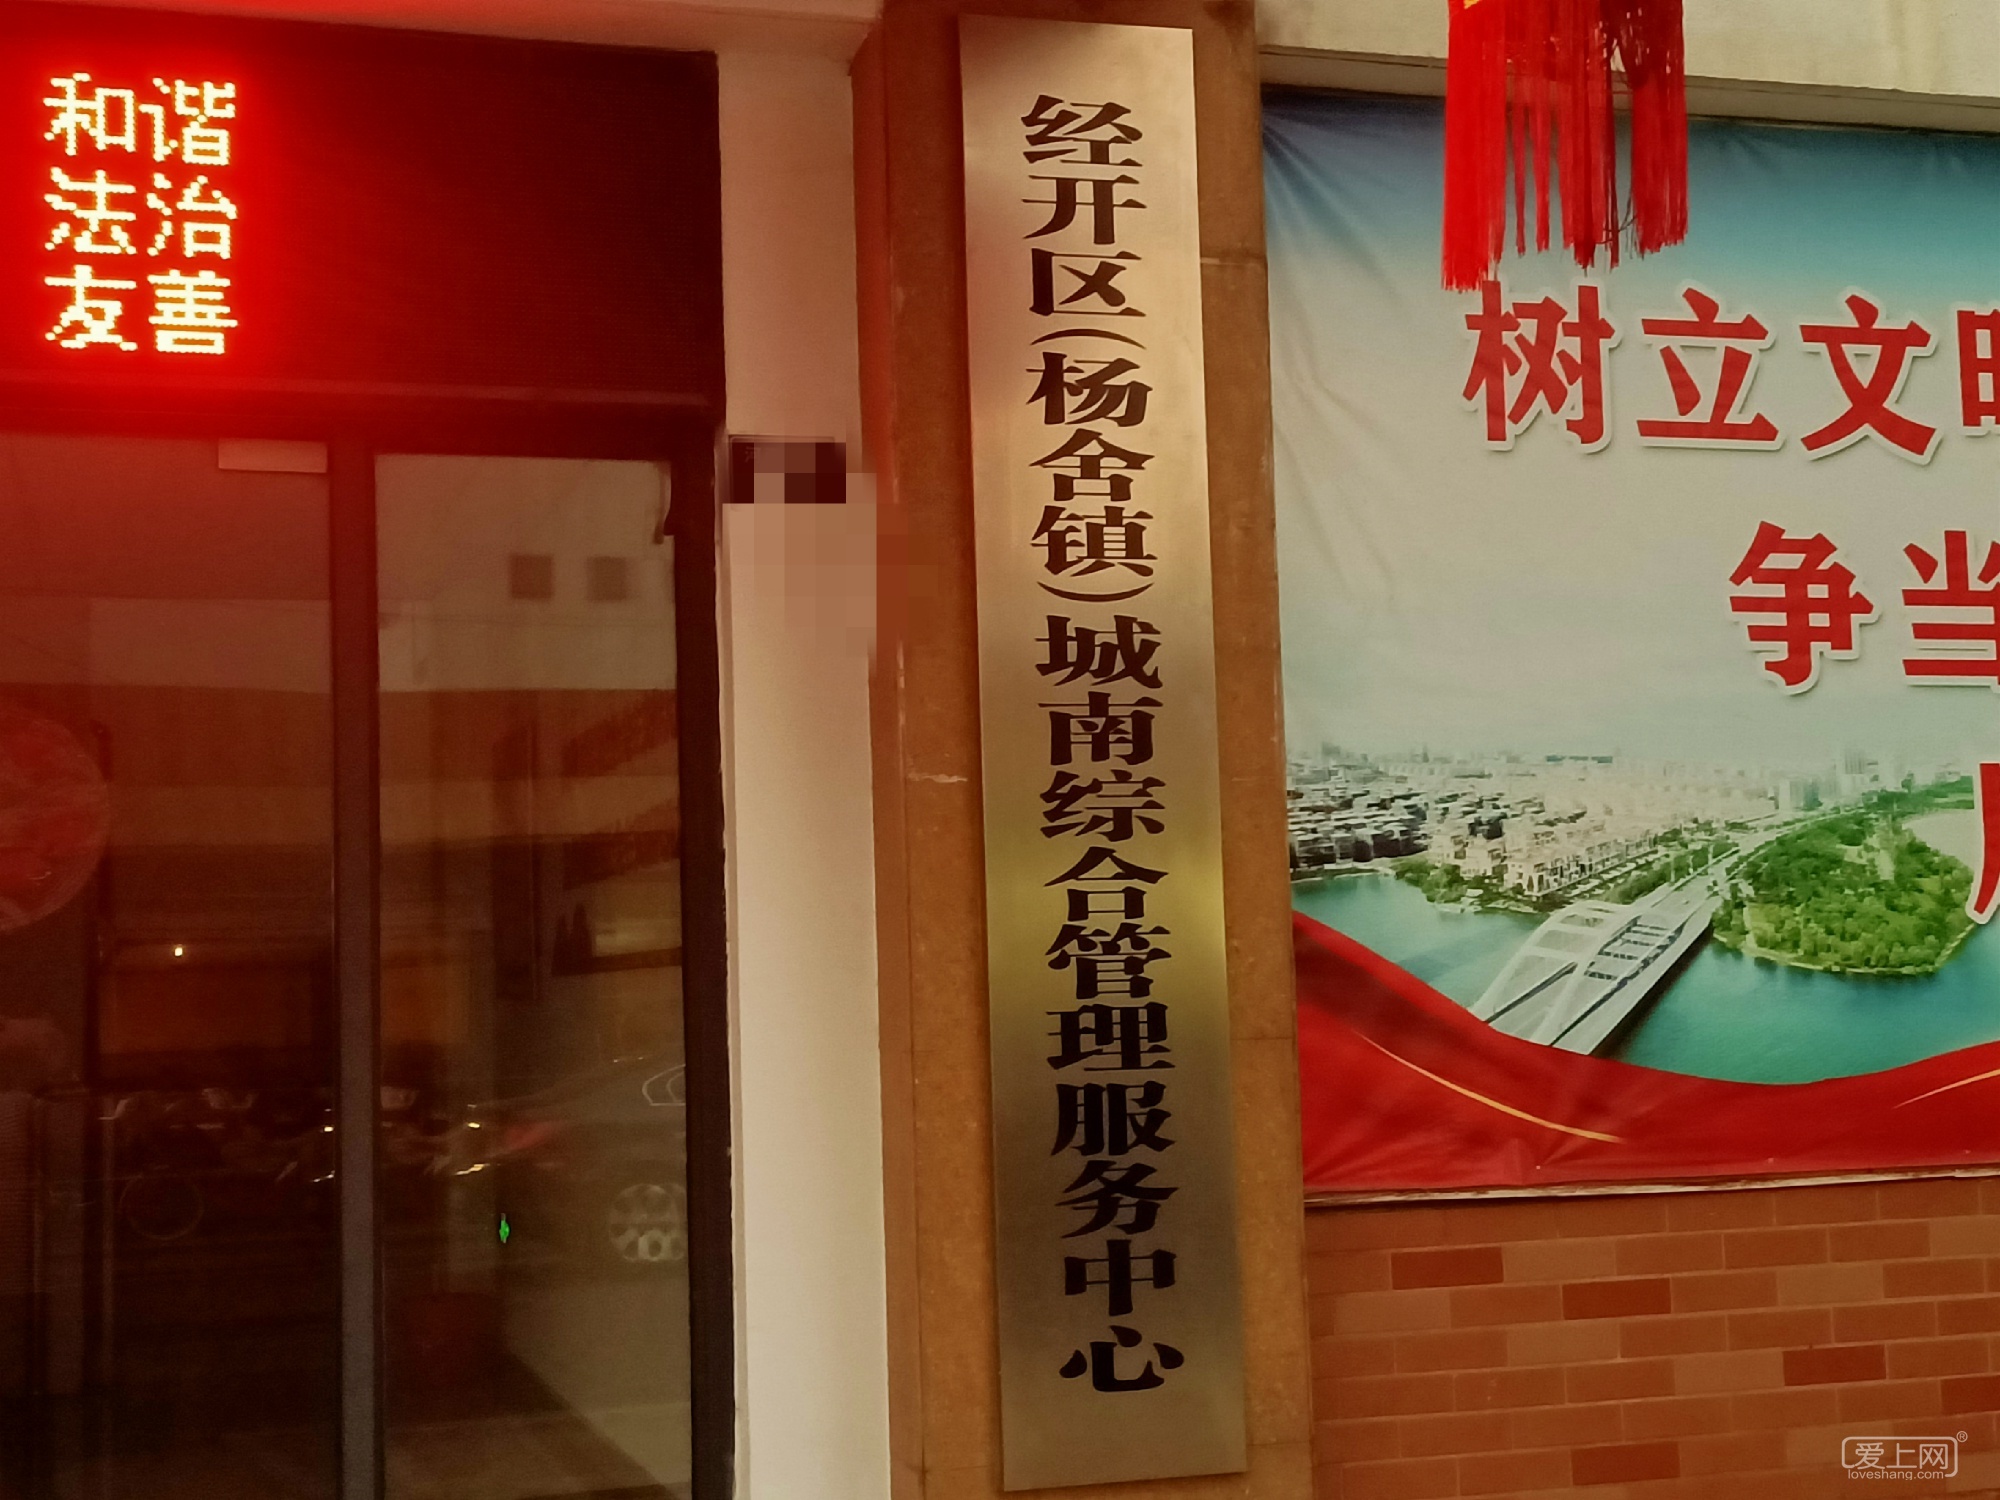 和谐
法治
友善
经开区(杨舍镇)城南综合管理服务中心
树立文明
争当
爱上网®
loveshang.com